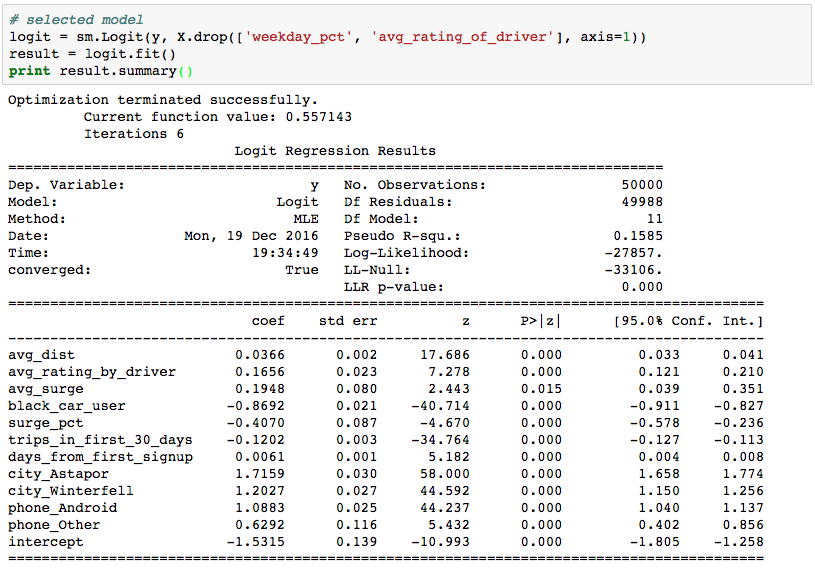 # selected model
logit = sm.Logit(y, X.drop(['weekday_pct', 'avg_rating_of_driver'], axis=1))
result = logit.fit()
print result.summary()
Optimization terminated successfully.
         Current function value: 0.557143
         Iterations 6
                           Logit Regression Results
==============================================================================
Dep. Variable:                      y   No. Observations:                50000
Model:                          Logit   Df Residuals:                    49988
Method:                           MLE   Df Model:                           11
Date:                Mon, 19 Dec 2016   Pseudo R-squ.:                  0.1585
Time:                        19:34:49   Log-Likelihood:                -27857.
converged:                       True   LL-Null:                       -33106.
                                        LLR p-value:                     0.000
==========================================================================================
                             coef    std err          z      P>|z|      [95.0% Conf. Int.]
------------------------------------------------------------------------------------------
avg_dist                   0.0366      0.002     17.686      0.000         0.033     0.041
avg_rating_by_driver       0.1656      0.023      7.278      0.000         0.121     0.210
avg_surge                  0.1948      0.080      2.443      0.015         0.039     0.351
black_car_user            -0.8692      0.021    -40.714      0.000        -0.911    -0.827
surge_pct                 -0.4070      0.087     -4.670      0.000        -0.578    -0.236
trips_in_first_30_days    -0.1202      0.003    -34.764      0.000        -0.127    -0.113
days_from_first_signup     0.0061      0.001      5.182      0.000         0.004     0.008
city_Astapor               1.7159      0.030     58.000      0.000         1.658     1.774
city_Winterfell            1.2027      0.027     44.592      0.000         1.150     1.256
phone_Android              1.0883      0.025     44.237      0.000         1.040     1.137
phone_Other                0.6292      0.116      5.432      0.000         0.402     0.856
intercept                 -1.5315      0.139    -10.993      0.000        -1.805    -1.258
==========================================================================================